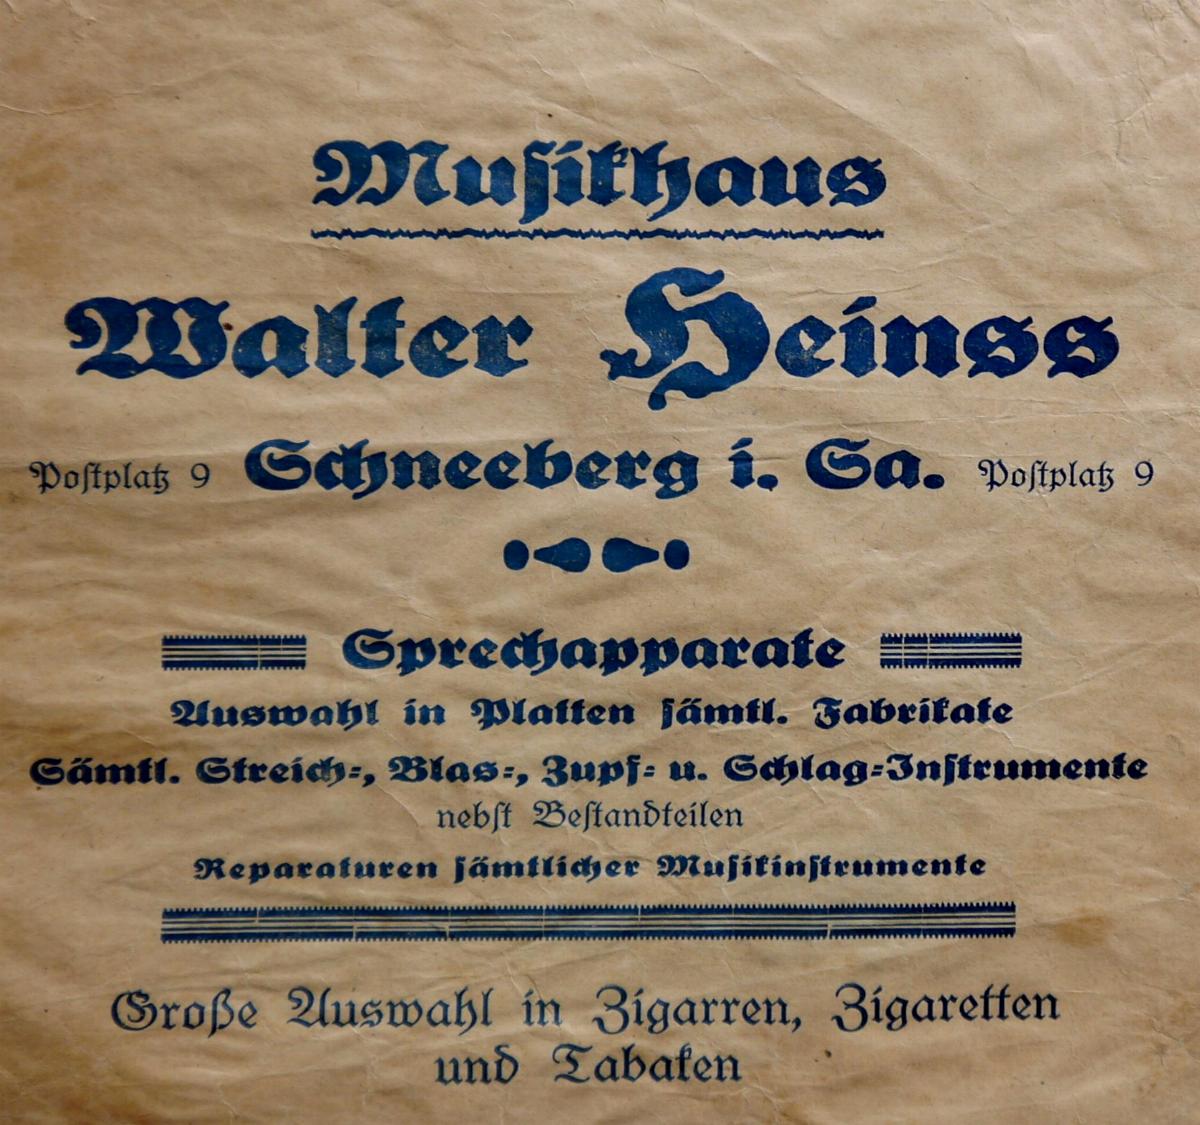 Musikhaus
Walter Heinss
Postplatz 9 Schneeberg i. Sa. Postplatz 9
Sprechapparate
Auswahl in Platten sämtl. Fabrikate
Sämtl. Streich-, Blas-, Zupf- u. Schlag-Instrumente
nebst Bestandteilen
Reparaturen sämtlicher Musikinstrumente
Große Auswahl in Zigarren, Zigaretten
und Tabaken